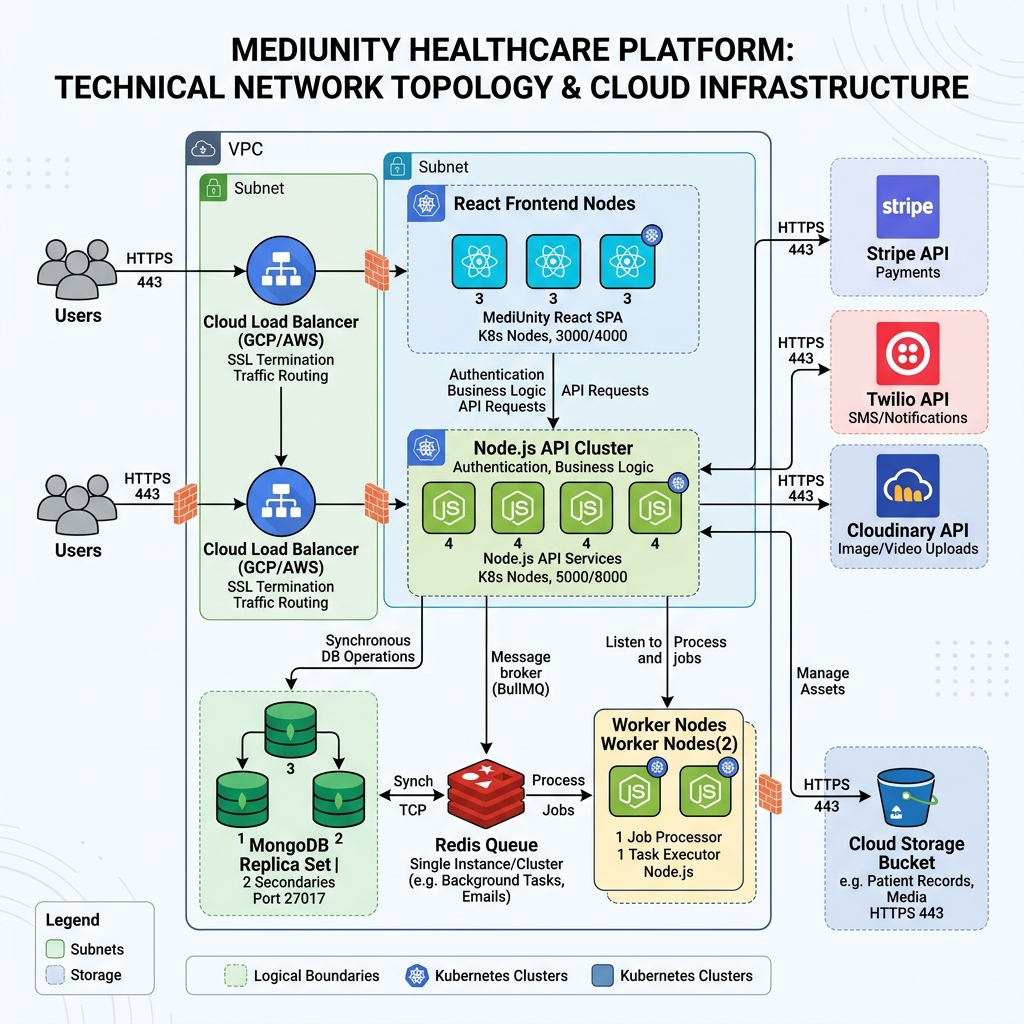 MEDIUNITY HEALTHCARE PLATFORM:
TECHNICAL NETWORK TOPOLOGY & CLOUD INFRASTRUCTURE
VPC
Subnet
Subnet
Users
HTTPS
443
Cloud Load Balancer
(GCP/AWS)
SSL Termination
Traffic Routing
React Frontend Nodes
3
3
3
MediUnity React SPA
K8s Nodes, 3000/4000
Authentication
Business Logic
API Requests
API Requests
HTTPS
443
stripe
Stripe API
Payments
HTTPS
443
Twilio API
SMS/Notifications
Users
HTTPS
443
Cloud Load Balancer
(GCP/AWS)
SSL Termination
Traffic Routing
Node.js API Cluster
Authentication, Business Logic
JS
JS
JS
JS
4
4
4
4
Node.js API Services
K8s Nodes, 5000/8000
HTTPS
443
Cloudinary API
Image/Video Uploads
Synchronous
DB Operations
Message
broker
(BullMQ)
Listen to
and
Process
jobs
Manage
Assets
3
1
2
MongoDB
Replica Set |
2 Secondaries
Port 27017
Synch
TCP
Redis Queue
Single Instance/Cluster
(e.g. Background Tasks,
Emails)
Process
Jobs
Worker Nodes
Worker Nodes(2)
JS
JS
1 Job Processor
1 Task Executor
Node.js
HTTPS
443
Cloud Storage
Bucket
e.g. Patient Records,
Media
HTTPS 443
Legend
Subnets
Storage
Logical Boundaries
Kubernetes Clusters
Kubernetes Clusters